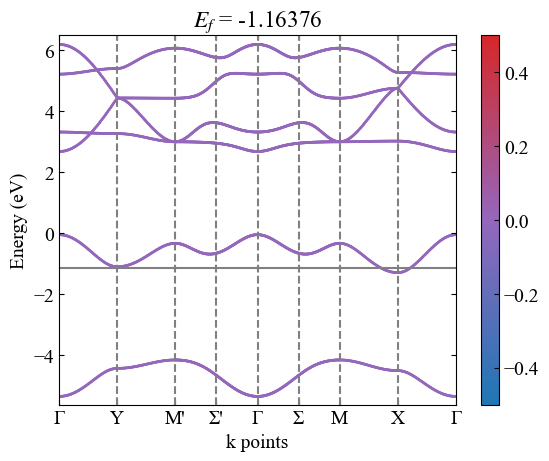 E_f = -1.16376
6
4
2
0
−2
−4
Energy (eV)
Γ Y M' Σ' Γ Σ M X Γ
k points
0.4
0.2
0.0
−0.2
−0.4